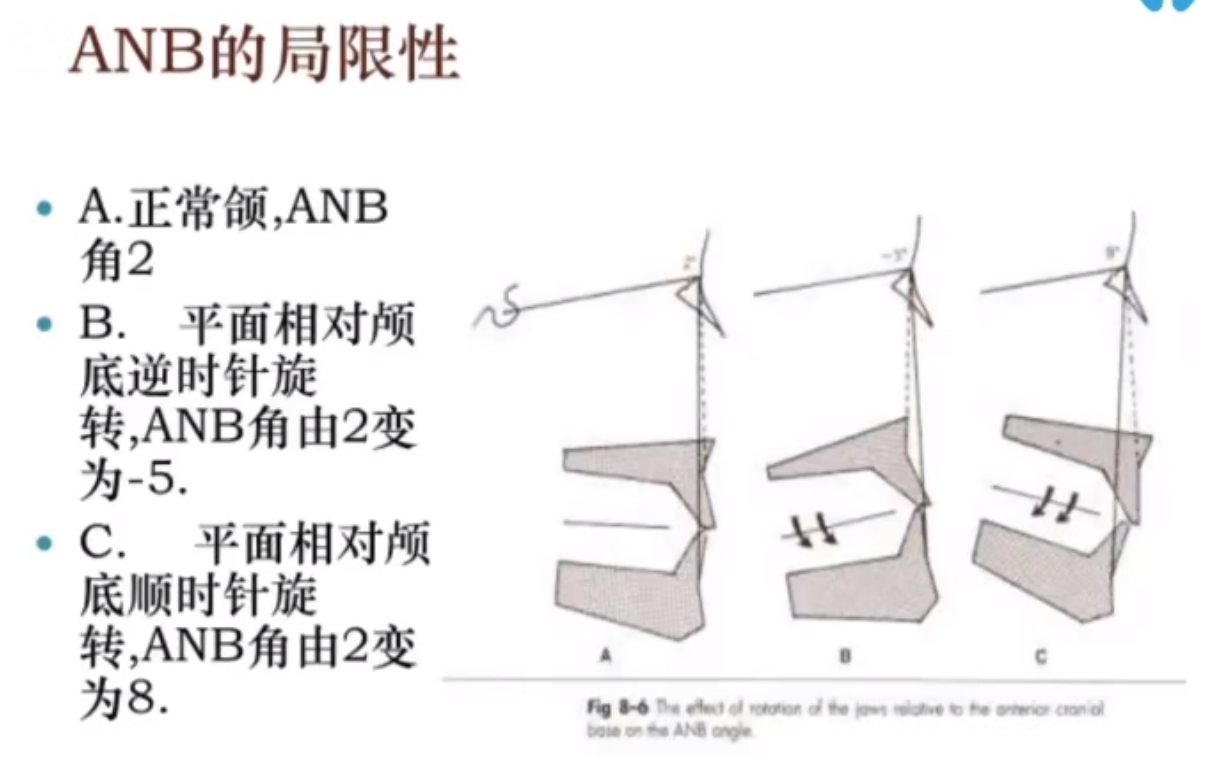 ANB的局限性
A.正常颌,ANB
角2
B. 平面相对颅
底逆时针旋
转,ANB角由2变
为-5.
C. 平面相对颅
底顺时针旋
转,ANB角由2变
为8.
2°
-5°
8°
A
B
C
Fig 8-6 The effect of rotation of the jaws relative to the anterior cranial
base on the ANB angle.